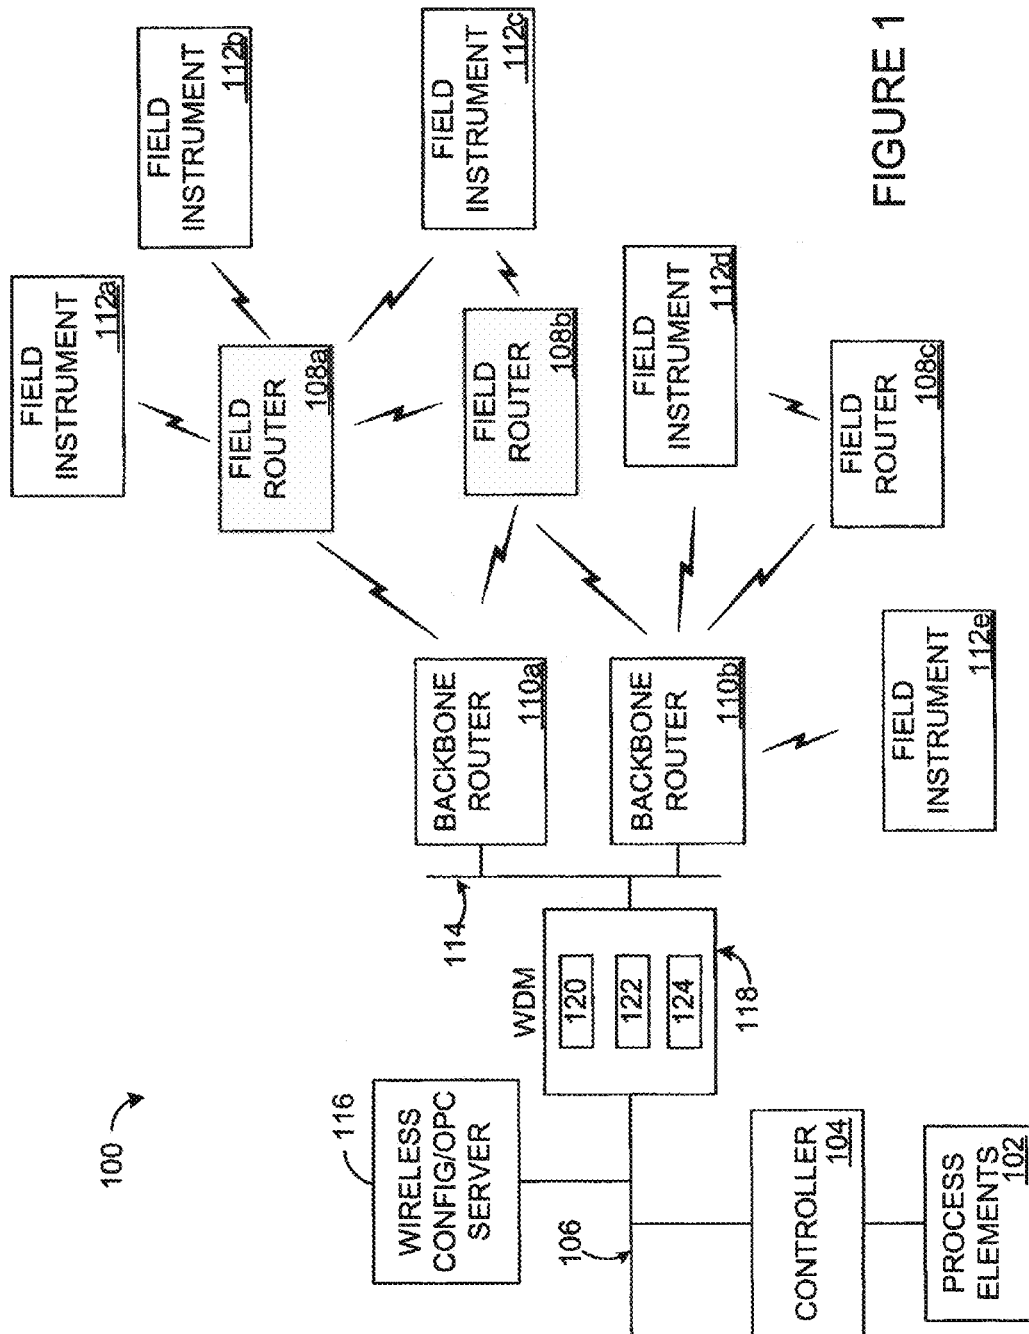 100
WIRELESS
CONFIG/OPC
SERVER
116
106
CONTROLLER
104
PROCESS
ELEMENTS
102
WDM
120
122
124
118
114
BACKBONE
ROUTER
110a
BACKBONE
ROUTER
110b
FIELD
INSTRUMENT
112e
FIELD
ROUTER
108a
FIELD
ROUTER
108b
FIELD
ROUTER
108c
FIELD
INSTRUMENT
112a
FIELD
INSTRUMENT
112b
FIELD
INSTRUMENT
112c
FIELD
INSTRUMENT
112d
FIGURE 1